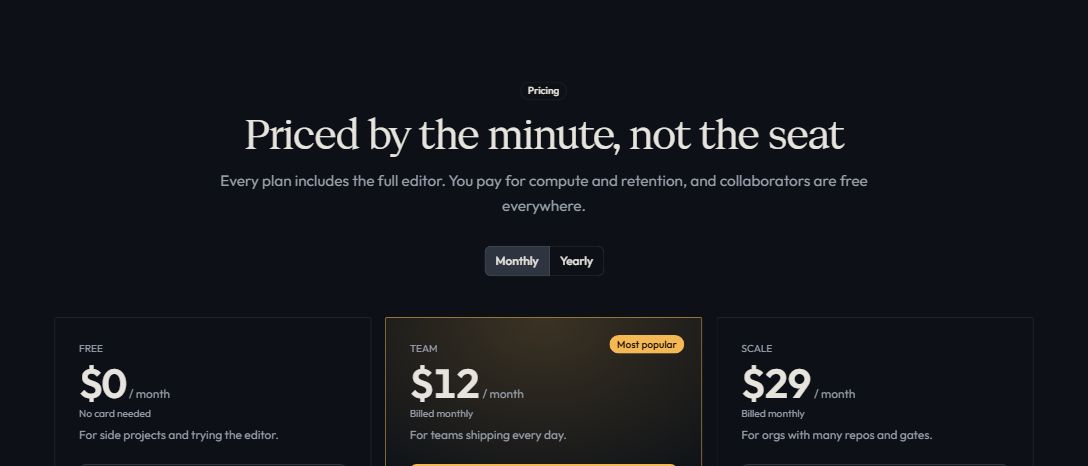 Pricing
Priced by the minute, not the seat
Every plan includes the full editor. You pay for compute and retention, and collaborators are free
everywhere.
Monthly Yearly
FREE
$0 / month
No card needed
For side projects and trying the editor.
TEAM
Most popular
$12 / month
Billed monthly
For teams shipping every day.
SCALE
$29 / month
Billed monthly
For orgs with many repos and gates.